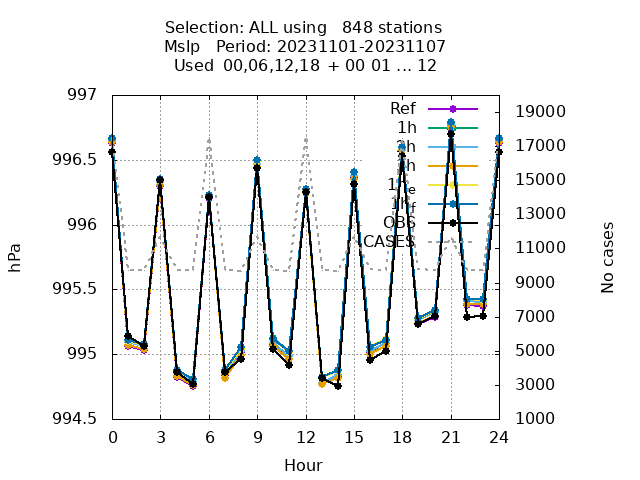 Selection: ALL using   848 stations
Mslp   Period: 20231101-20231107
Used  00,06,12,18 + 00 01 ... 12
997
996.5
996
995.5
995
994.5
19000
17000
15000
13000
11000
9000
7000
5000
3000
1000
Ref
1h
OBS
CASES
hPa
No cases
0 3 6 9 12 15 18 21 24
Hour